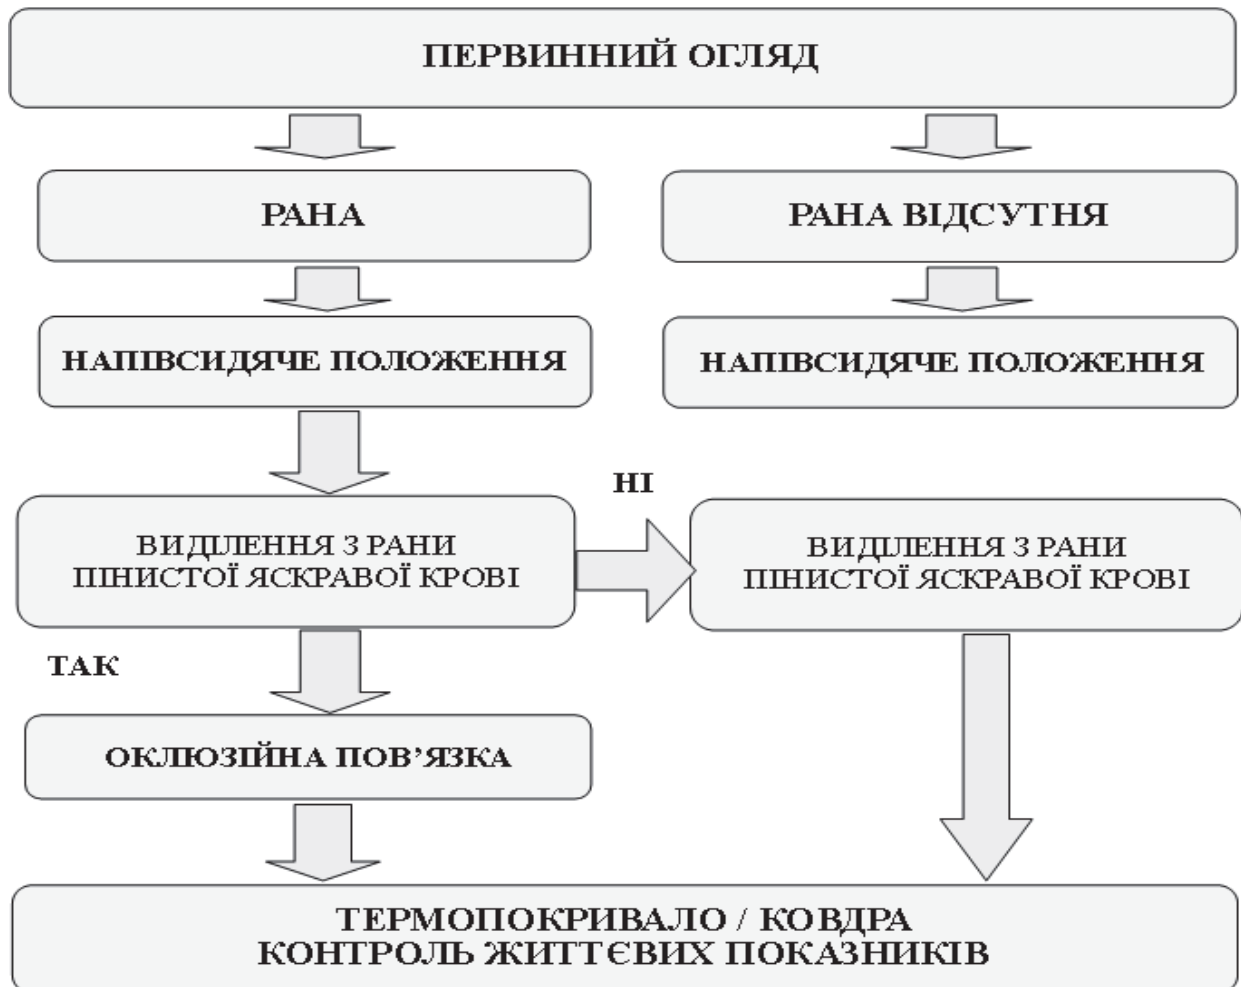 ПЕРВИННИЙ ОГЛЯД
РАНА
РАНА ВІДСУТНЯ
НАПІВСИДЯЧЕ ПОЛОЖЕННЯ
НАПІВСИДЯЧЕ ПОЛОЖЕННЯ
НІ
ВИДІЛЕННЯ З РАНИ
ПІНИСТОЇ ЯСКРАВОЇ КРОВІ
ВИДІЛЕННЯ З РАНИ
ПІНИСТОЇ ЯСКРАВОЇ КРОВІ
ТАК
ОКЛЮЗІЙНА ПОВ’ЯЗКА
ТЕРМОПОКРИВАЛО / КОВДРА
КОНТРОЛЬ ЖИТТЄВИХ ПОКАЗНИКІВ